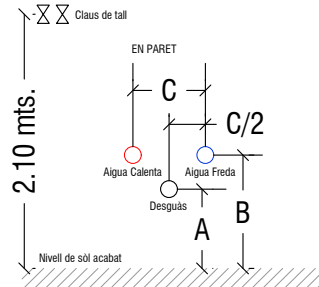 Claus de tall
EN PARET
C
C/2
2.10 mts.
Aigua Calenta
Aigua Freda
Desguàs
A
B
Nivell de sòl acabat